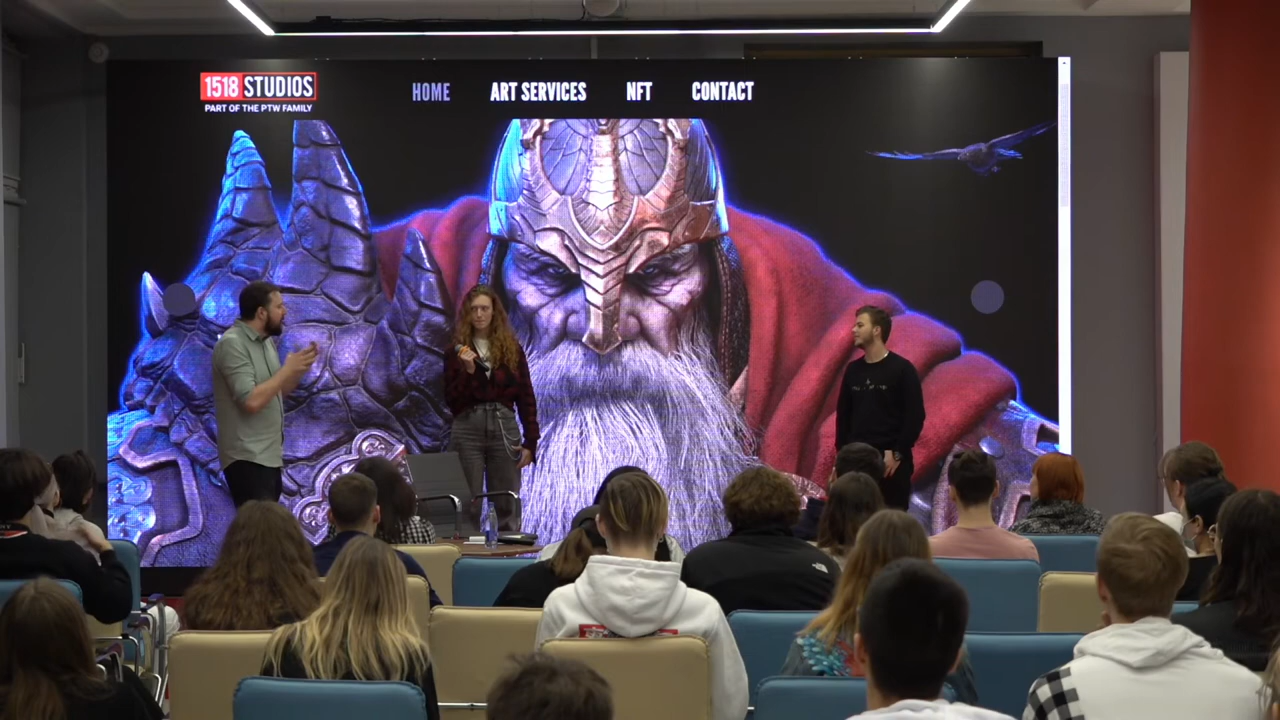 1518 STUDIOS
PART OF THE PTW FAMILY
HOME ART SERVICES NFT CONTACT